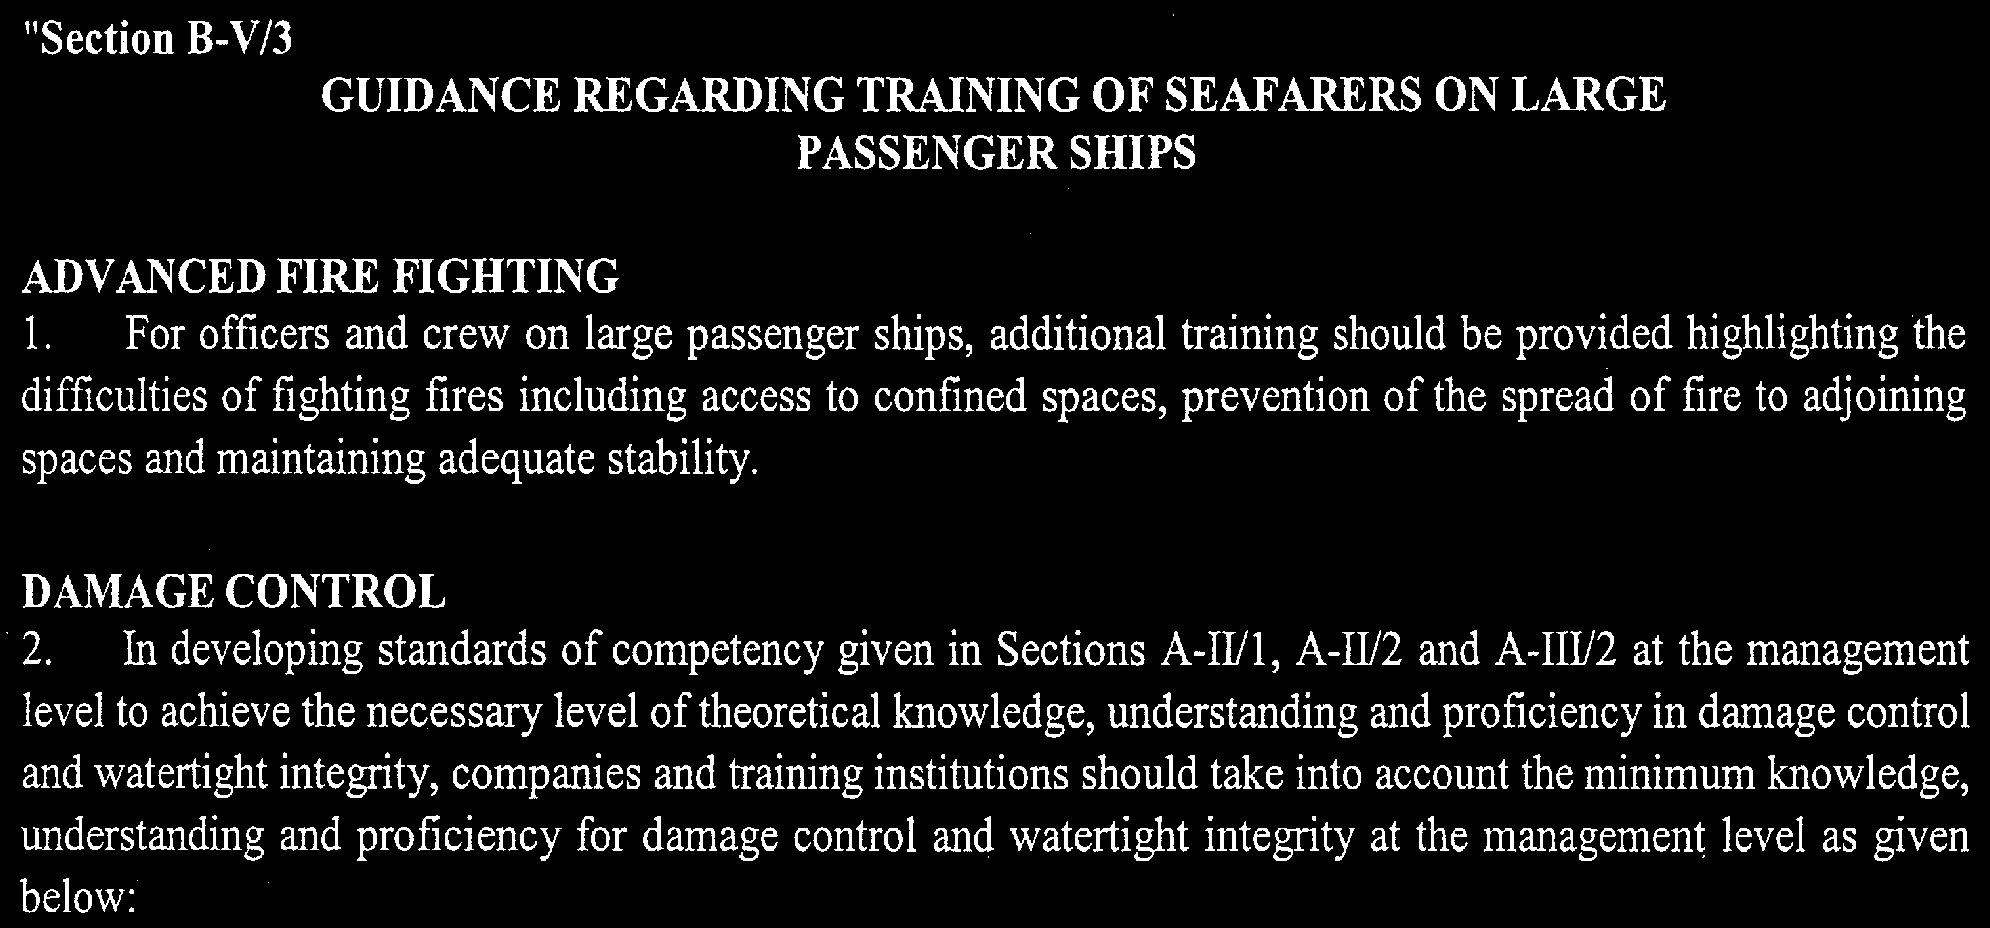 "Section B-V/3
GUIDANCE REGARDING TRAINING OF SEAFARERS ON LARGE
PASSENGER SHIPS
ADVANCED FIRE FIGHTING
1. For officers and crew on large passenger ships, additional training should be provided highlighting the
difficulties of fighting fires including access to confined spaces, prevention of the spread of fire to adjoining
spaces and maintaining adequate stability.
DAMAGE CONTROL
2. In developing standards of competency given in Sections A-II/1, A-II/2 and A-III/2 at the management
level to achieve the necessary level of theoretical knowledge, understanding and proficiency in damage control
and watertight integrity, companies and training institutions should take into account the minimum knowledge,
understanding and proficiency for damage control and watertight integrity at the management level as given
below: